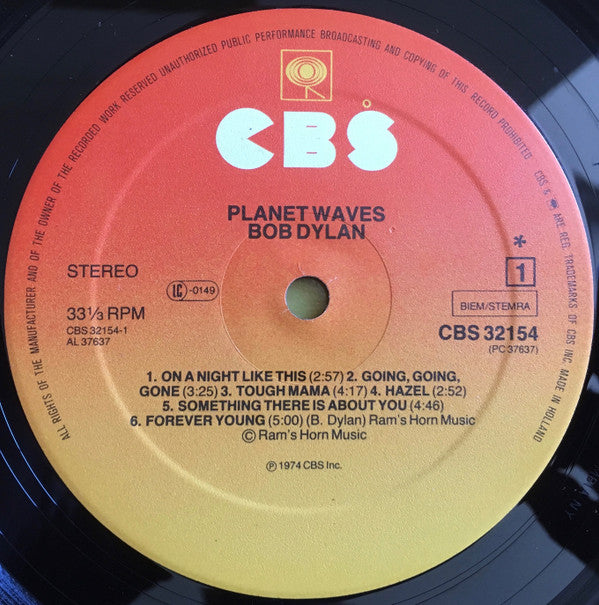 ALL RIGHTS OF THE MANUFACTURER AND OF THE OWNER OF THE RECORDED WORK RESERVED UNAUTHORIZED PUBLIC PERFORMANCE BROADCASTING AND COPYING OF THIS RECORD PROHIBITED CBS & ARE REG. TRADEMARKS OF CBS INC. MADE IN HOLLAND
CBS
PLANET WAVES
BOB DYLAN
STEREO
LC -0149
*
1
33⅓ RPM
BIEM/STEMRA
CBS 32154-1
CBS 32154
AL 37637
(PC 37637)
1. ON A NIGHT LIKE THIS (2:57) 2. GOING, GOING,
GONE (3:25) 3. TOUGH MAMA (4:17) 4. HAZEL (2:52)
5. SOMETHING THERE IS ABOUT YOU (4:46)
6. FOREVER YOUNG (5:00) (B. Dylan) Ram's Horn Music
© Ram's Horn Music
℗ 1974 CBS Inc.